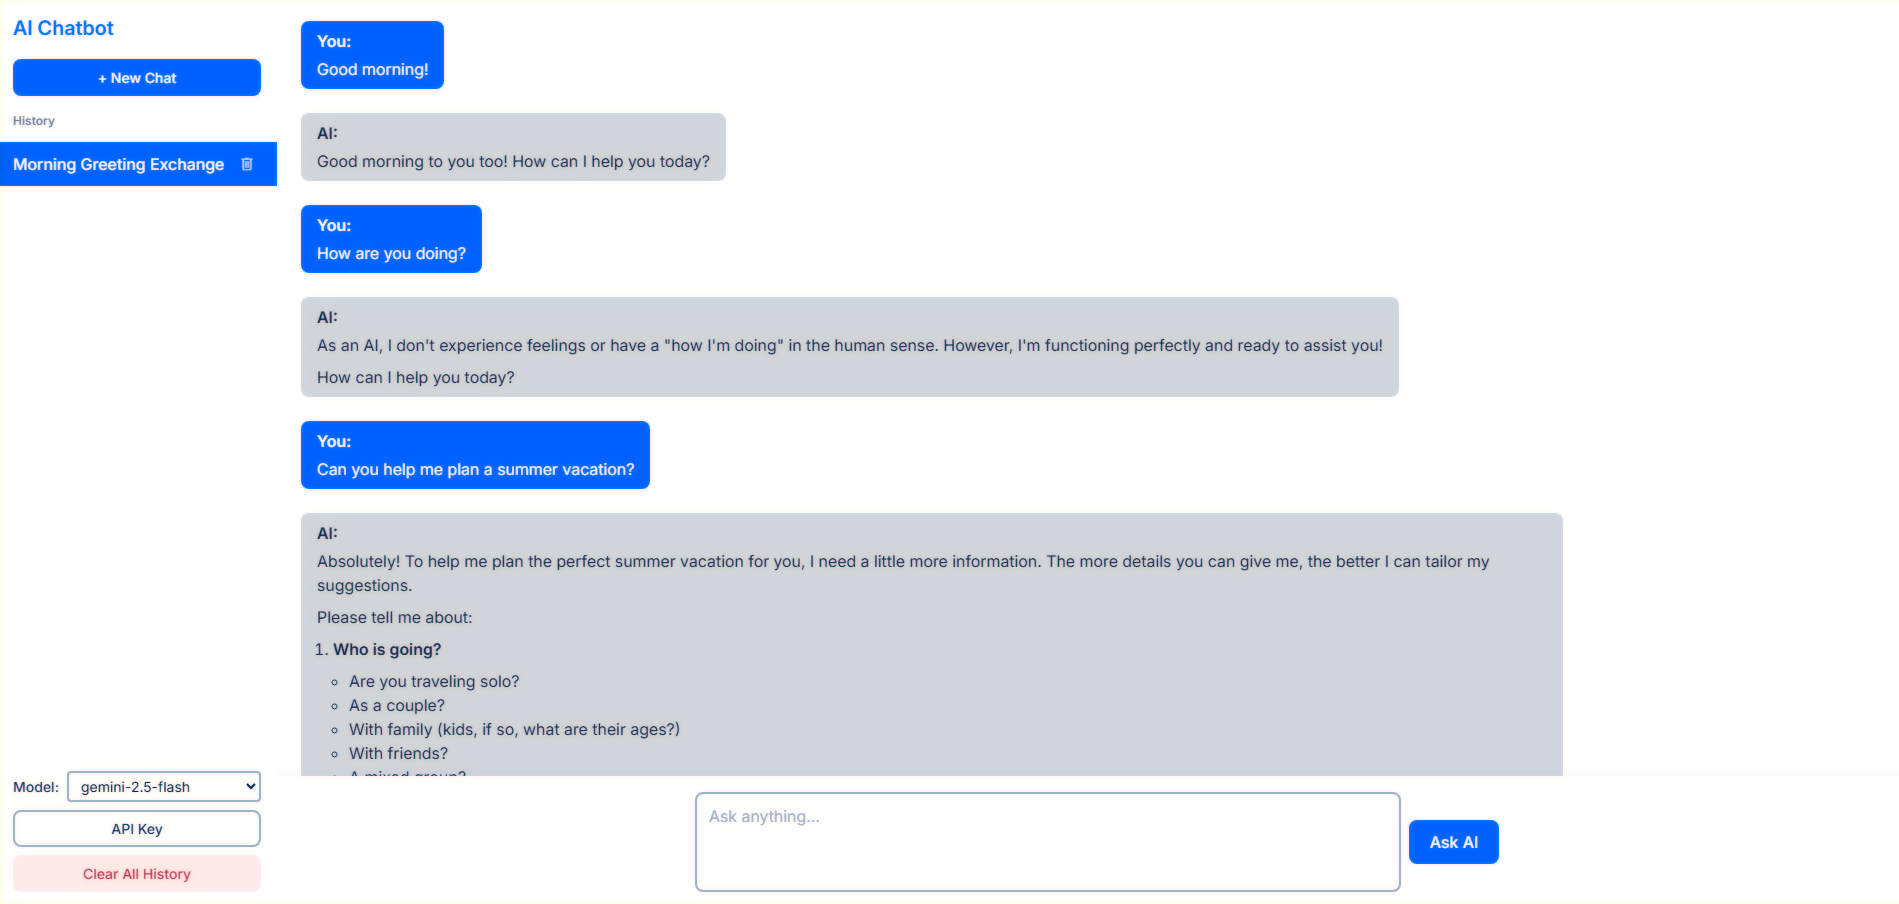 AI Chatbot
+ New Chat
History
Morning Greeting Exchange
Model: gemini-2.5-flash
API Key
Clear All History
You:
Good morning!
AI:
Good morning to you too! How can I help you today?
You:
How are you doing?
AI:
As an AI, I don't experience feelings or have a "how I'm doing" in the human sense. However, I'm functioning perfectly and ready to assist you!
How can I help you today?
You:
Can you help me plan a summer vacation?
AI:
Absolutely! To help me plan the perfect summer vacation for you, I need a little more information. The more details you can give me, the better I can tailor my
suggestions.
Please tell me about:
1. Who is going?
◦ Are you traveling solo?
◦ As a couple?
◦ With family (kids, if so, what are their ages?)
◦ With friends?
◦ A mixed group?
Ask anything...
Ask AI